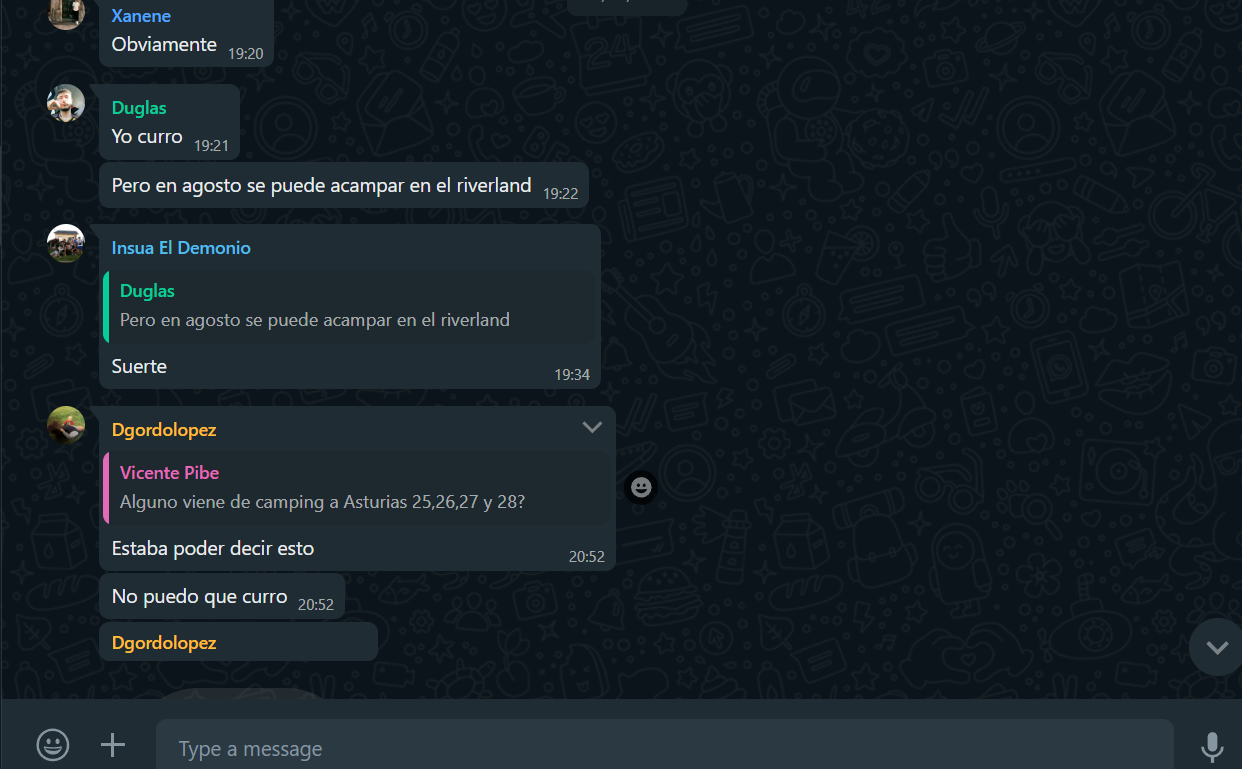 Xanene
Obviamente 19:20
Duglas
Yo curro 19:21
Pero en agosto se puede acampar en el riverland 19:22
Insua El Demonio
Duglas
Pero en agosto se puede acampar en el riverland
Suerte
19:34
Dgordolopez
Vicente Pibe
Alguno viene de camping a Asturias 25,26,27 y 28?
Estaba poder decir esto
20:52
No puedo que curro 20:52
Dgordolopez
Type a message